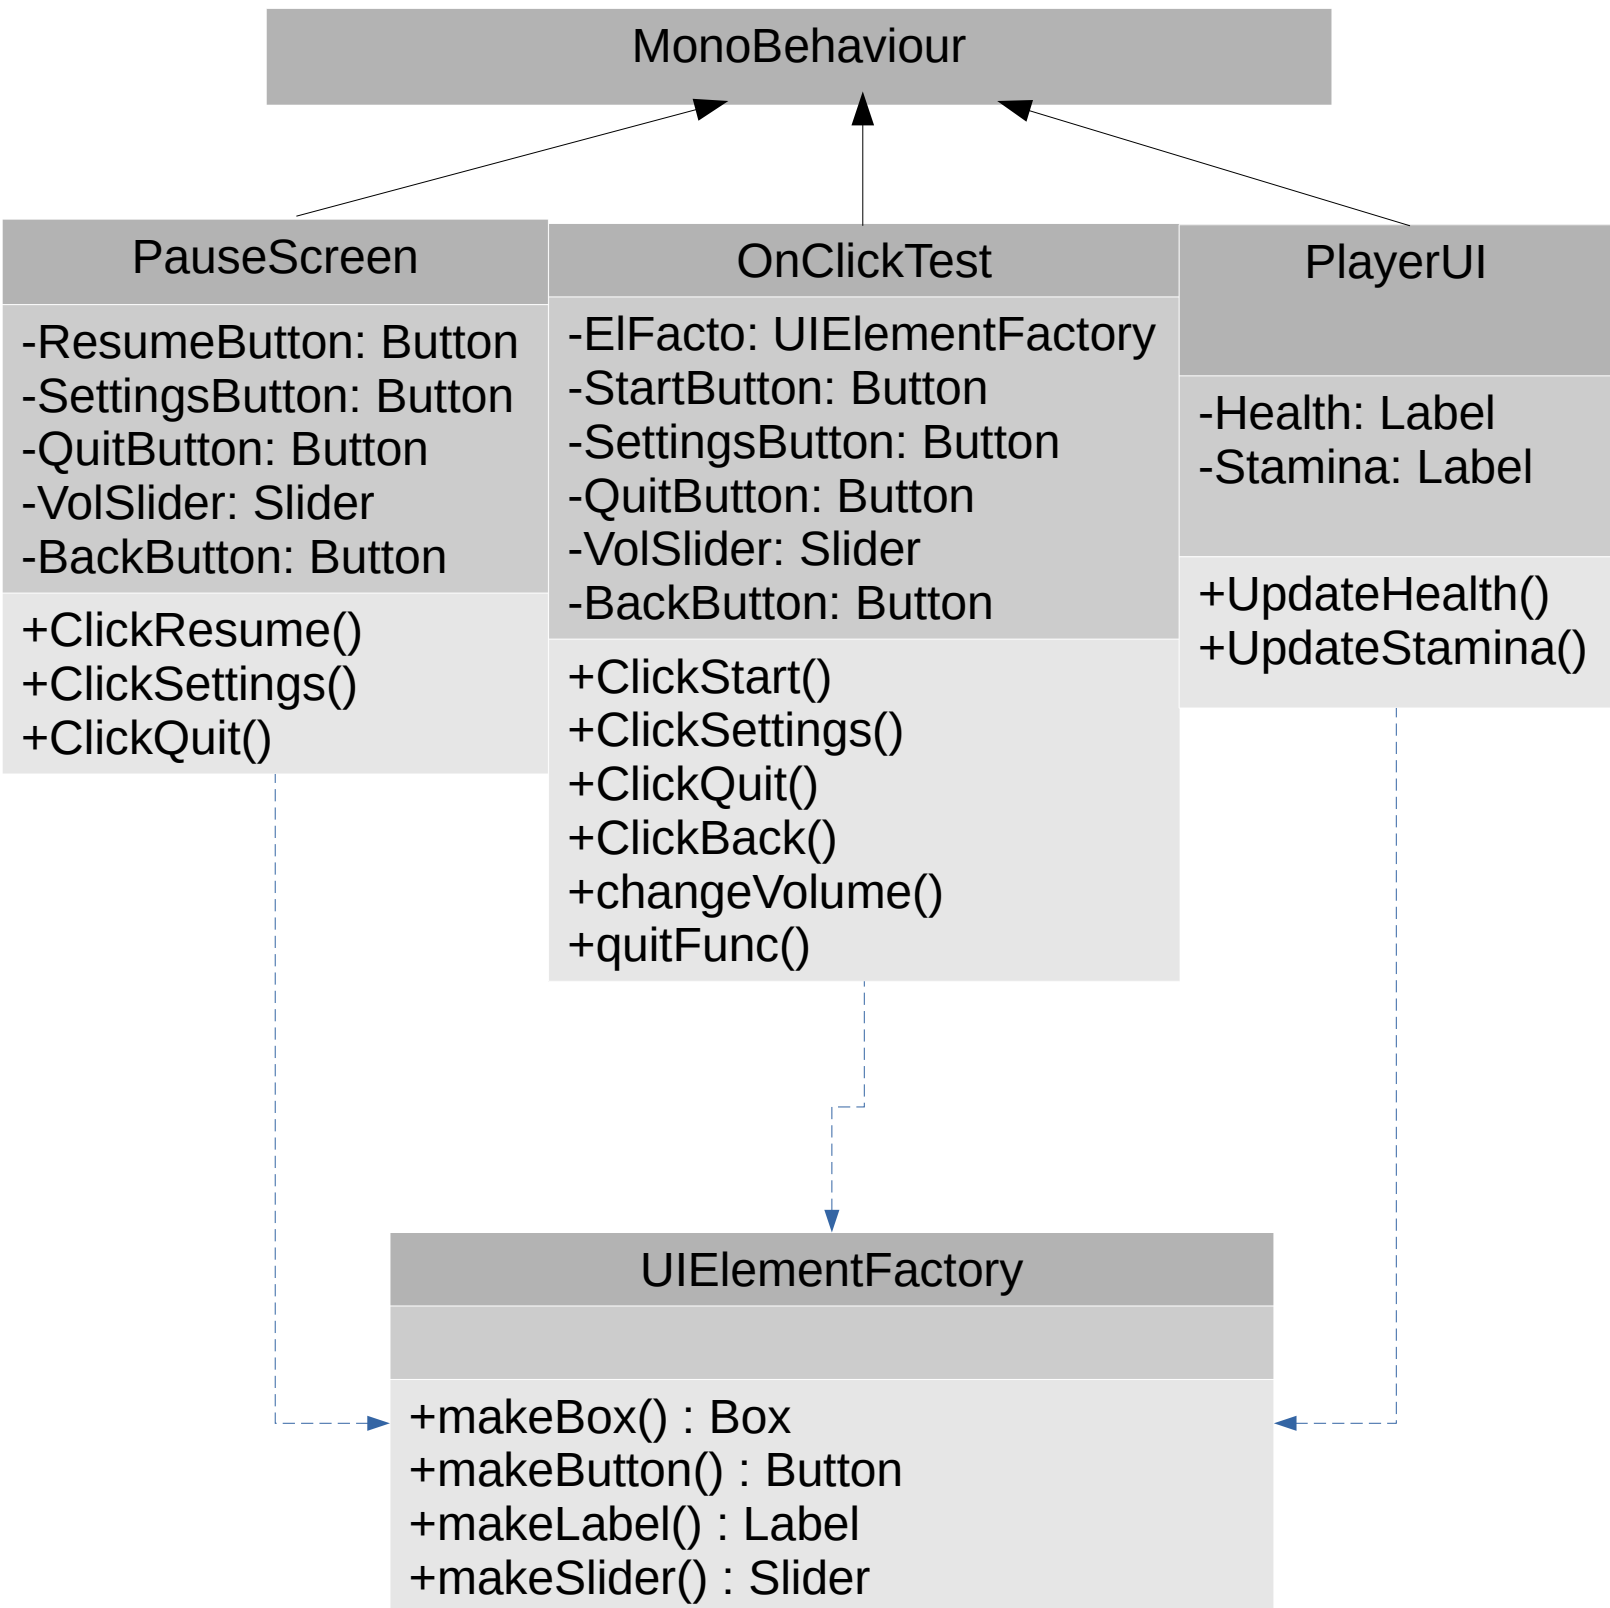 MonoBehaviour
PauseScreen
-ResumeButton: Button
-SettingsButton: Button
-QuitButton: Button
-VolSlider: Slider
-BackButton: Button
+ClickResume()
+ClickSettings()
+ClickQuit()
OnClickTest
-ElFacto: UIElementFactory
-StartButton: Button
-SettingsButton: Button
-QuitButton: Button
-VolSlider: Slider
-BackButton: Button
+ClickStart()
+ClickSettings()
+ClickQuit()
+ClickBack()
+changeVolume()
+quitFunc()
PlayerUI
-Health: Label
-Stamina: Label
+UpdateHealth()
+UpdateStamina()
UIElementFactory
+makeBox() : Box
+makeButton() : Button
+makeLabel() : Label
+makeSlider() : Slider